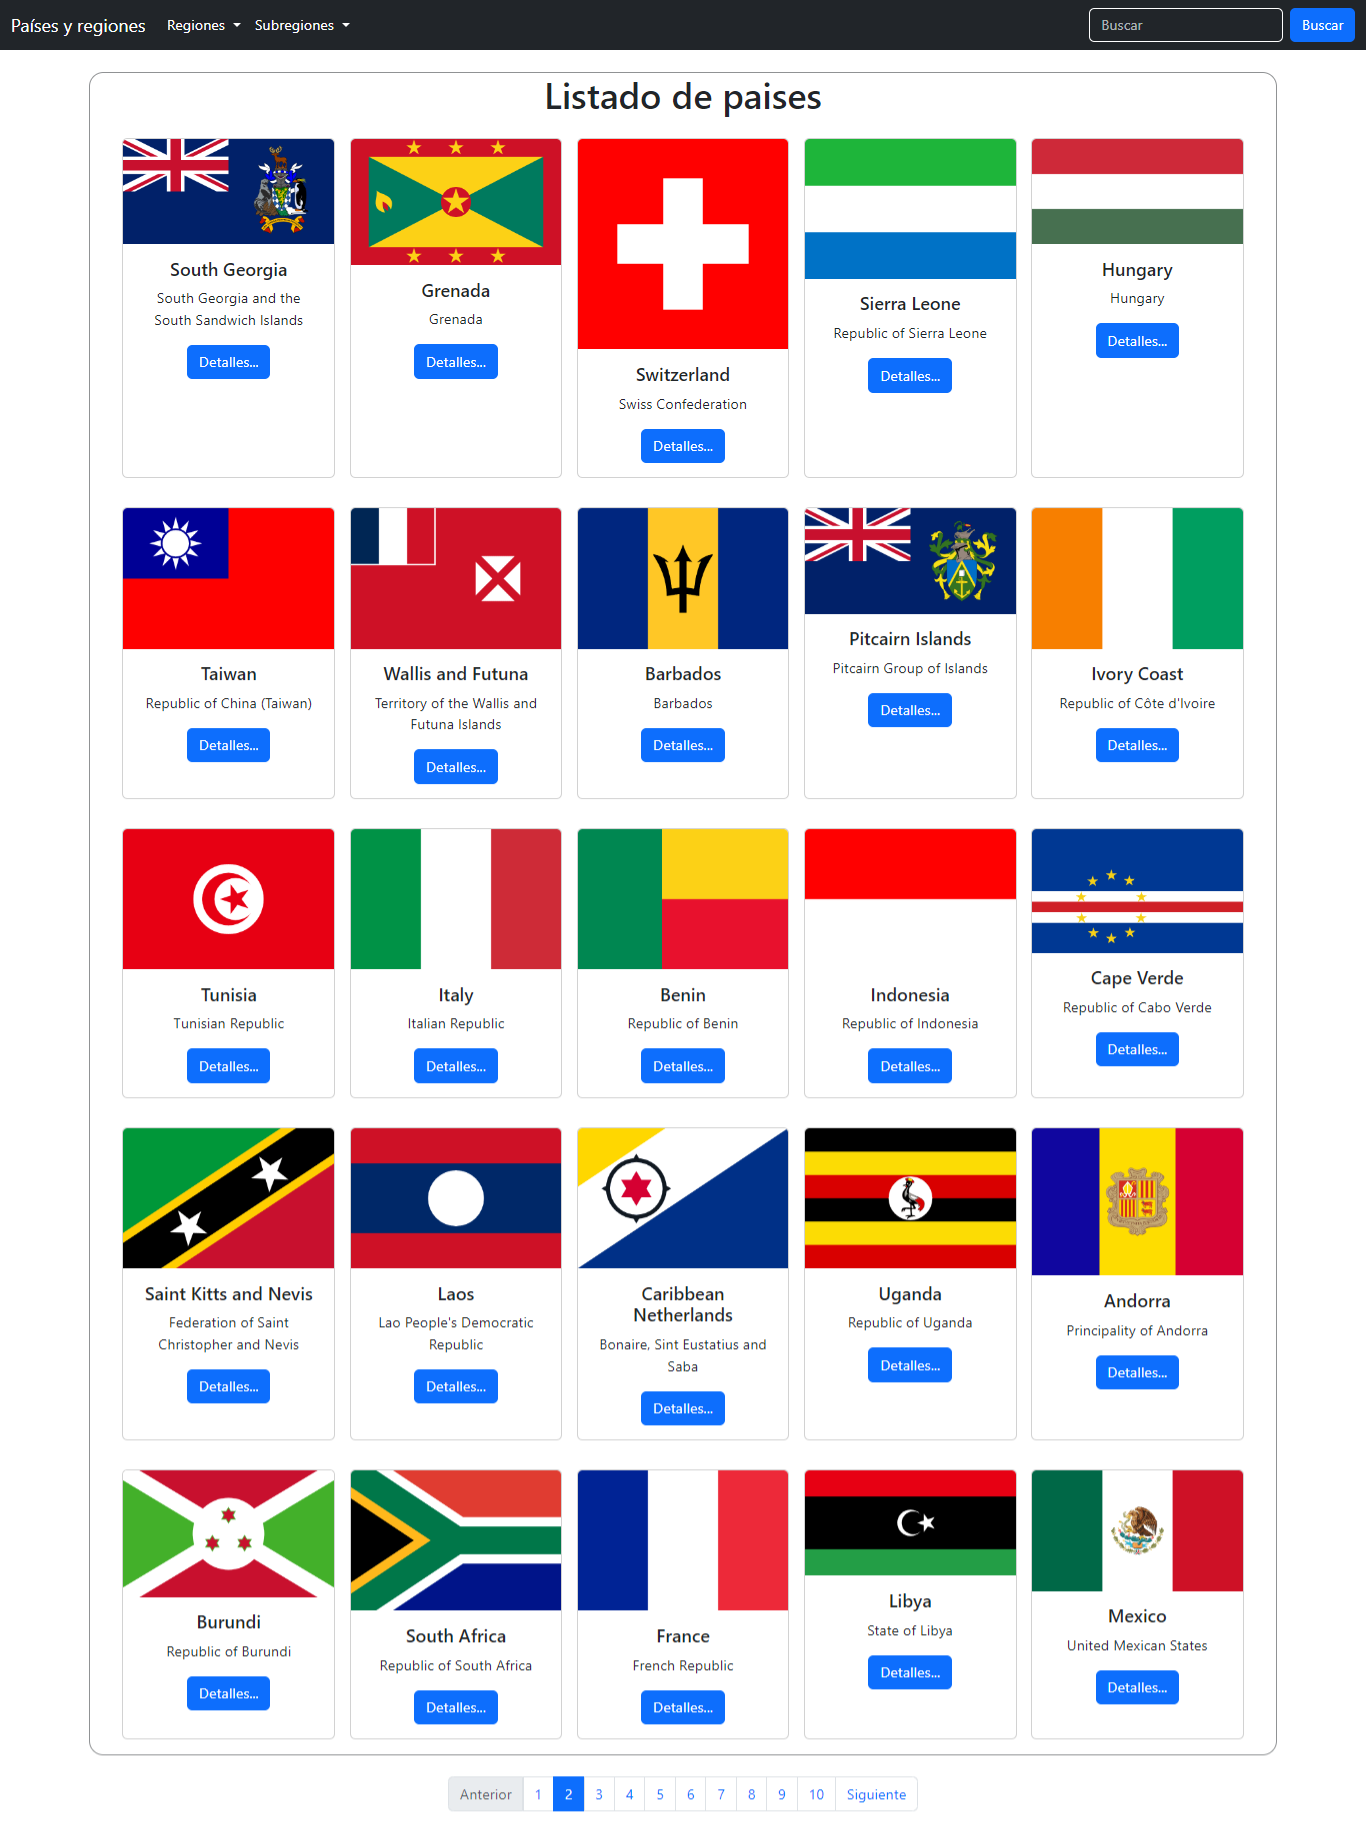 Países y regiones
Regiones
Subregiones
Buscar
Buscar
Listado de paises
South Georgia
South Georgia and the
South Sandwich Islands
Detalles...
Grenada
Grenada
Detalles...
Switzerland
Swiss Confederation
Detalles...
Sierra Leone
Republic of Sierra Leone
Detalles...
Hungary
Hungary
Detalles...
Taiwan
Republic of China (Taiwan)
Detalles...
Wallis and Futuna
Territory of the Wallis and
Futuna Islands
Detalles...
Barbados
Barbados
Detalles...
Pitcairn Islands
Pitcairn Group of Islands
Detalles...
Ivory Coast
Republic of Côte d'Ivoire
Detalles...
Tunisia
Tunisian Republic
Detalles...
Italy
Italian Republic
Detalles...
Benin
Republic of Benin
Detalles...
Indonesia
Republic of Indonesia
Detalles...
Cape Verde
Republic of Cabo Verde
Detalles...
Saint Kitts and Nevis
Federation of Saint
Christopher and Nevis
Detalles...
Laos
Lao People's Democratic
Republic
Detalles...
Caribbean
Netherlands
Bonaire, Sint Eustatius and
Saba
Detalles...
Uganda
Republic of Uganda
Detalles...
Andorra
Principality of Andorra
Detalles...
Burundi
Republic of Burundi
Detalles...
South Africa
Republic of South Africa
Detalles...
France
French Republic
Detalles...
Libya
State of Libya
Detalles...
Mexico
United Mexican States
Detalles...
Anterior 1 2 3 4 5 6 7 8 9 10 Siguiente